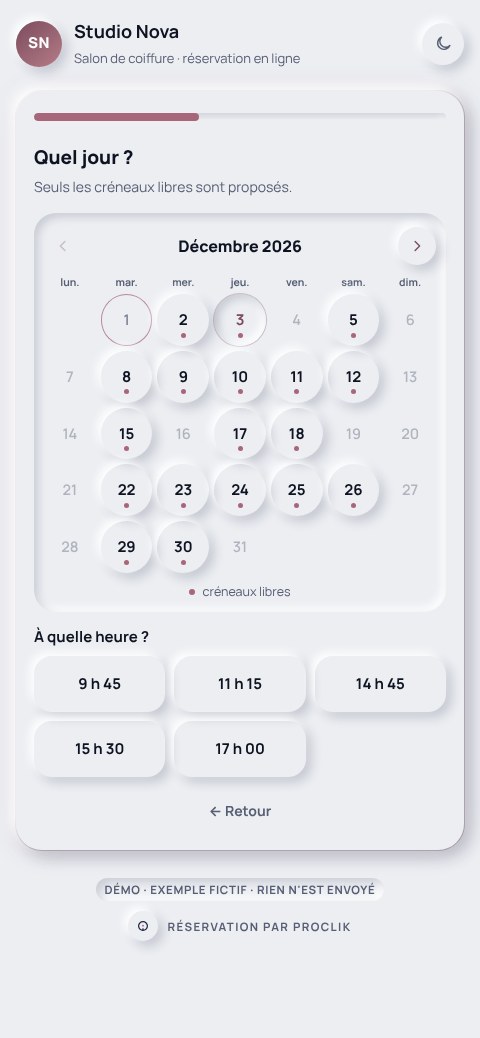 SN
Studio Nova
Salon de coiffure · réservation en ligne
Quel jour ?
Seuls les créneaux libres sont proposés.
Décembre 2026
lun. mar. mer. jeu. ven. sam. dim.
1 2 3 4 5 6
7 8 9 10 11 12 13
14 15 16 17 18 19 20
21 22 23 24 25 26 27
28 29 30 31
créneaux libres
À quelle heure ?
9 h 45 11 h 15 14 h 45
15 h 30 17 h 00
← Retour
DÉMO · EXEMPLE FICTIF · RIEN N'EST ENVOYÉ
RÉSERVATION PAR PROCLIK